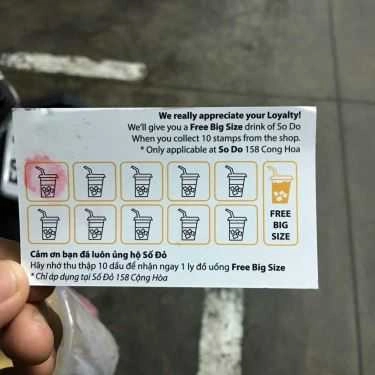 We really appreciate your Loyalty!
We'll give you a Free Big Size drink of So Do
When you collect 10 stamps from the shop.
* Only applicable at So Do 158 Cong Hoa
FREE
BIG
SIZE
Cảm ơn bạn đã luôn ủng hộ Số Đỏ
Hãy nhớ thu thập 10 dấu để nhận ngay 1 ly đồ uống Free Big Size
* Chỉ áp dụng tại Số Đỏ 158 Cộng Hòa